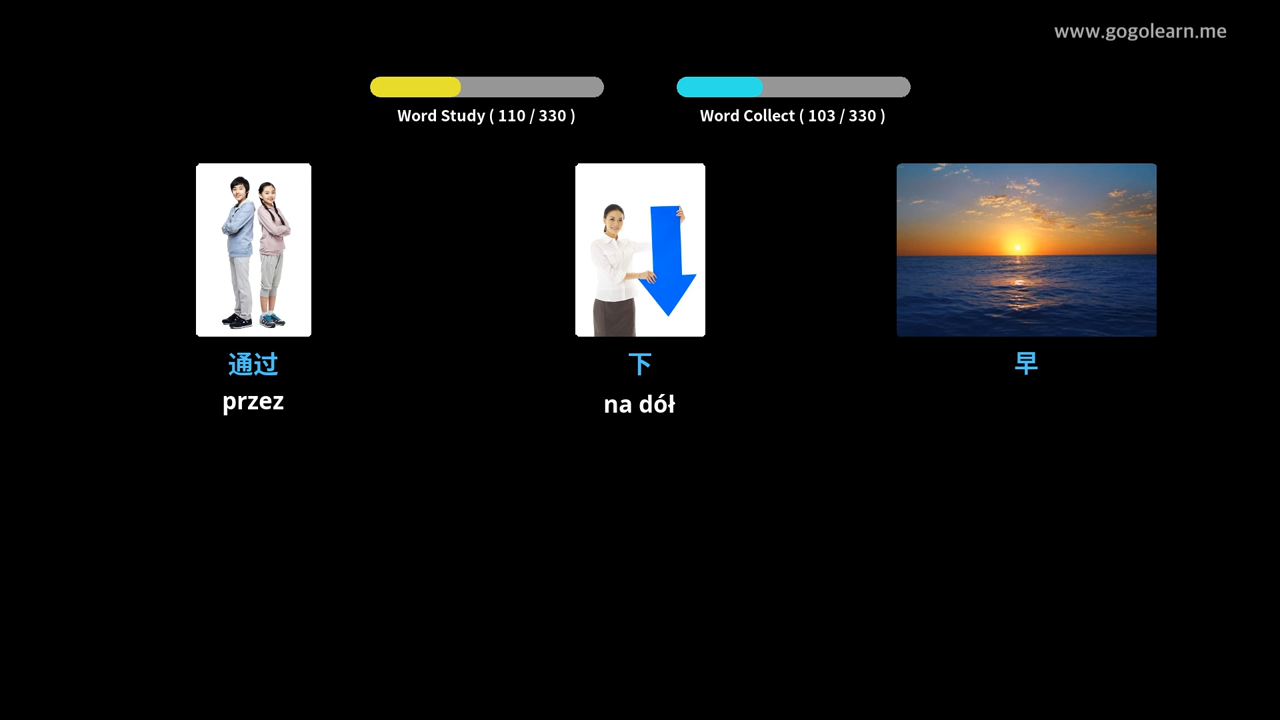 www.gogolearn.me
Word Study ( 110 / 330 )
Word Collect ( 103 / 330 )
通过
下
早
przez
na dół